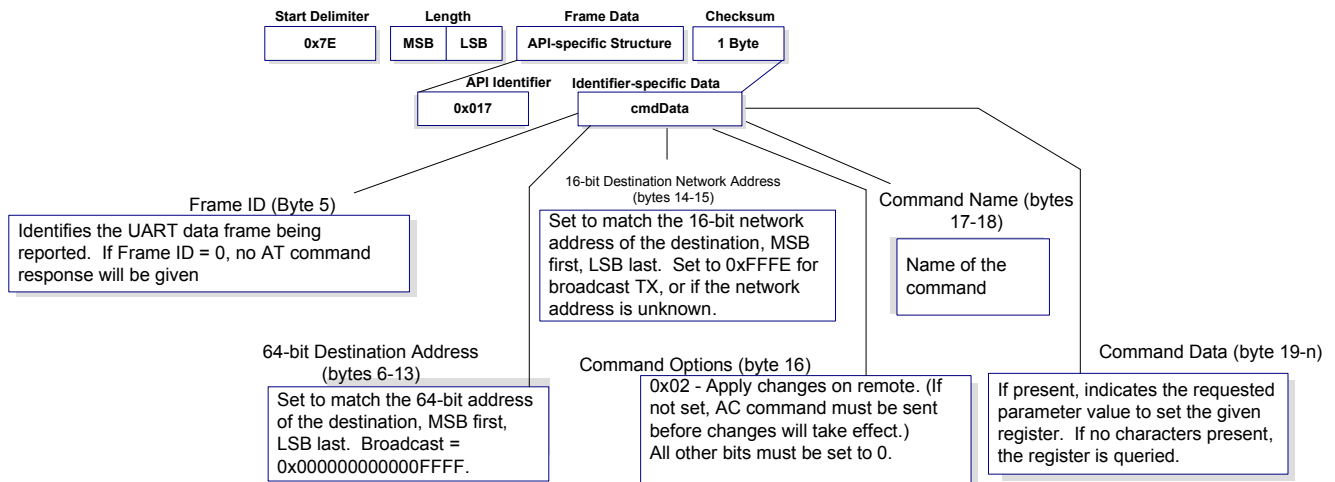 Start Delimiter Length Frame Data Checksum
0x7E MSB LSB API-specific Structure 1 Byte
API Identifier Identifier-specific Data
0x017 cmdData
Frame ID (Byte 5)
Identifies the UART data frame being
reported. If Frame ID = 0, no AT command
response will be given
16-bit Destination Network Address
(bytes 14-15)
Set to match the 16-bit network
address of the destination, MSB
first, LSB last. Set to 0xFFFE for
broadcast TX, or if the network
address is unknown.
Command Name (bytes
17-18)
Name of the
command
64-bit Destination Address
(bytes 6-13)
Set to match the 64-bit address
of the destination, MSB first,
LSB last. Broadcast =
0x000000000000FFFF.
Command Options (byte 16)
0x02 - Apply changes on remote. (If
not set, AC command must be sent
before changes will take effect.)
All other bits must be set to 0.
Command Data (byte 19-n)
If present, indicates the requested
parameter value to set the given
register. If no characters present,
the register is queried.